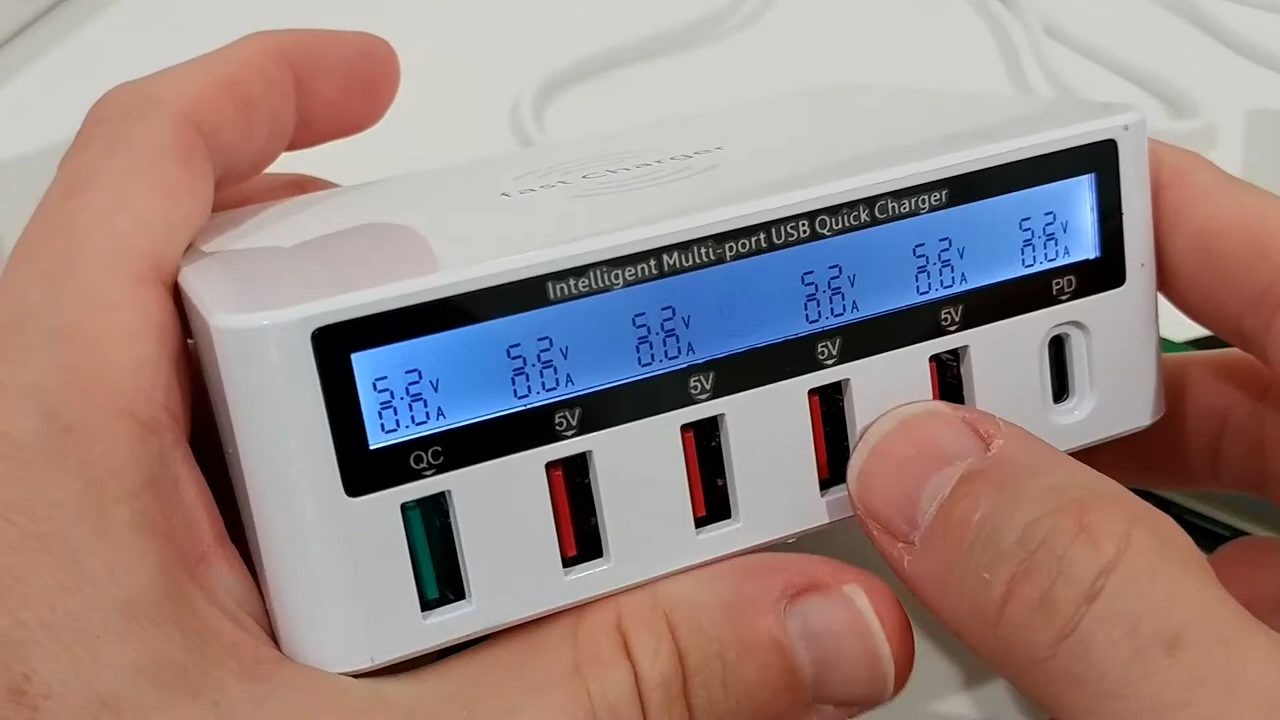 fast Charger
Intelligent Multi-port USB Quick Charger
5.2V 5.2V 5.2V 5.2V 5.2V 5.2V
0.0A 0.0A 0.0A 0.0A 0.0A 0.0A
QC 5V 5V 5V 5V PD